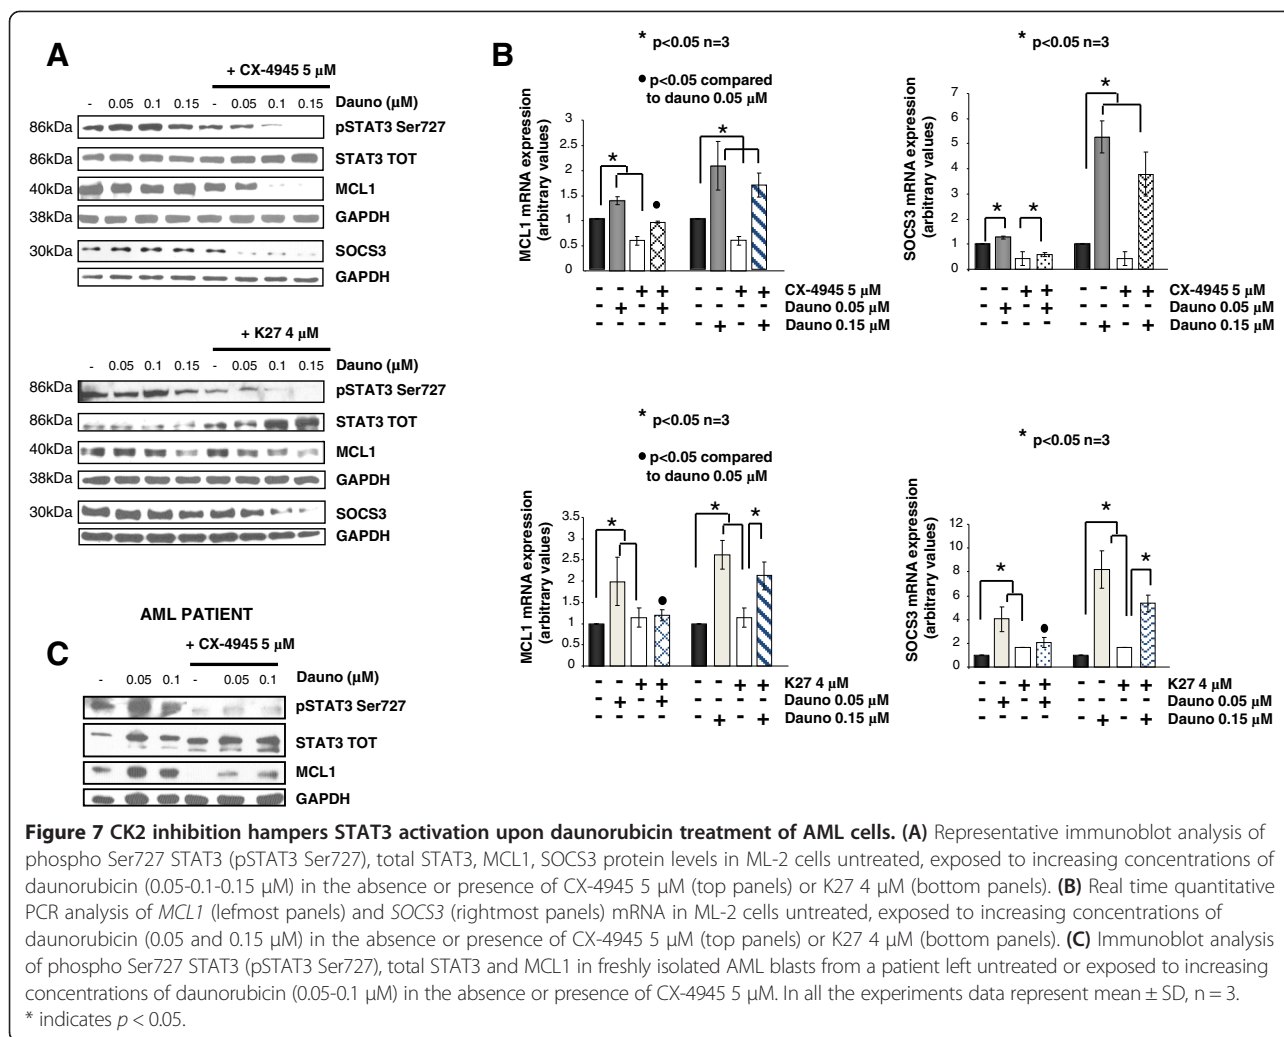 A
+ CX-4945 5 µM
- 0.05 0.1 0.15 - 0.05 0.1 0.15 Dauno (µM)
86kDa pSTAT3 Ser727
86kDa STAT3 TOT
40kDa MCL1
38kDa GAPDH
30kDa SOCS3
GAPDH
+ K27 4 µM
- 0.05 0.1 0.15 - 0.05 0.1 0.15 Dauno (µM)
86kDa pSTAT3 Ser727
86kDa STAT3 TOT
40kDa MCL1
38kDa GAPDH
30kDa SOCS3
GAPDH
B
* p<0.05 n=3
● p<0.05 compared
to dauno 0.05 µM
MCL1 mRNA expression
(arbitrary values)
3
2.5
2
1.5
1
0.5
0
* ● *
- - + + - - + + CX-4945 5 µM
- + - + - - - - Dauno 0.05 µM
- - - - - + - + Dauno 0.15 µM
* p<0.05 n=3
SOCS3 mRNA expression
(arbitrary values)
7
6
5
4
3
2
1
0
* * *
- - + + - - + + CX-4945 5 µM
- + - + - - - - Dauno 0.05 µM
- - - - - + - + Dauno 0.15 µM
* p<0.05 n=3
● p<0.05 compared
to dauno 0.05 µM
MCL1 mRNA expression
(arbitrary values)
3.5
3
2.5
2
1.5
1
0.5
0
* ● * *
- - + + - - + + K27 4 µM
- + - + - - - - Dauno 0.05 µM
- - - - - + - + Dauno 0.15 µM
* p<0.05 n=3
SOCS3 mRNA expression
(arbitrary values)
12
10
8
6
4
2
0
* ● * *
- - + + - - + + K27 4 µM
- + - + - - - - Dauno 0.05 µM
- - - - - + - + Dauno 0.15 µM
C
AML PATIENT
+ CX-4945 5 µM
- 0.05 0.1 - 0.05 0.1 Dauno (µM)
pSTAT3 Ser727
STAT3 TOT
MCL1
GAPDH
Figure 7 CK2 inhibition hampers STAT3 activation upon daunorubicin treatment of AML cells. (A) Representative immunoblot analysis of
phospho Ser727 STAT3 (pSTAT3 Ser727), total STAT3, MCL1, SOCS3 protein levels in ML-2 cells untreated, exposed to increasing concentrations of
daunorubicin (0.05-0.1-0.15 µM) in the absence or presence of CX-4945 5 µM (top panels) or K27 4 µM (bottom panels). (B) Real time quantitative
PCR analysis of MCL1 (leftmost panels) and SOCS3 (rightmost panels) mRNA in ML-2 cells untreated, exposed to increasing concentrations of
daunorubicin (0.05 and 0.15 µM) in the absence or presence of CX-4945 5 µM (top panels) or K27 4 µM (bottom panels). (C) Immunoblot analysis
of phospho Ser727 STAT3 (pSTAT3 Ser727), total STAT3 and MCL1 in freshly isolated AML blasts from a patient left untreated or exposed to increasing
concentrations of daunorubicin (0.05-0.1 µM) in the absence or presence of CX-4945 5 µM. In all the experiments data represent mean ± SD, n = 3.
* indicates p < 0.05.